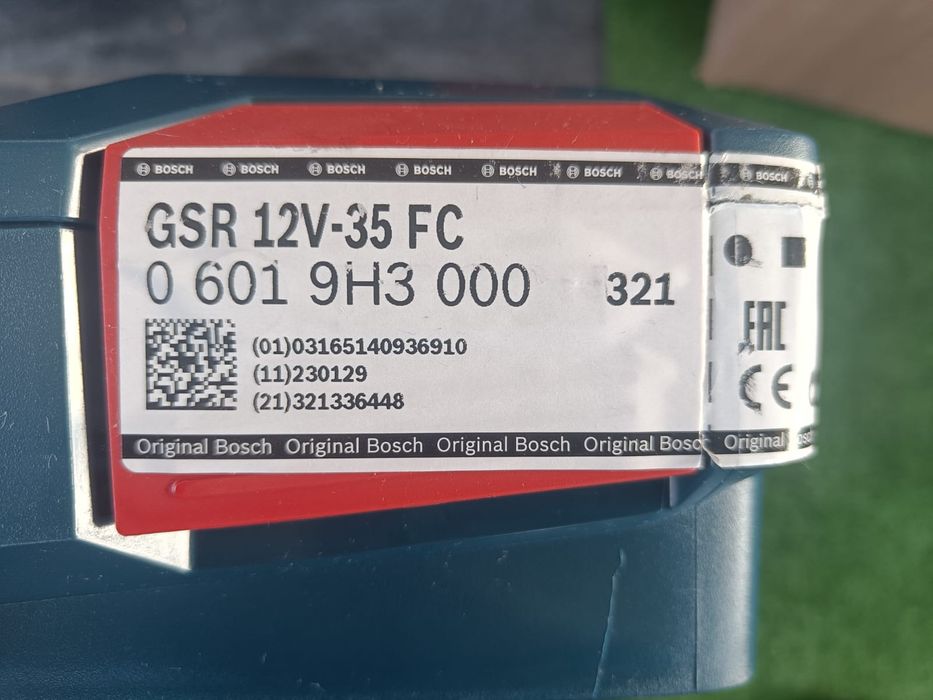 BOSCH BOSCH BOSCH BOSCH BOSCH BOSCH BOSCH BOSCH
GSR 12V-35 FC
0 601 9H3 000 321
(01)03165140936910
(11)230129
(21)321336448
EAC
CE
Original Bosch Original Bosch Original Bosch Original Bosc Original